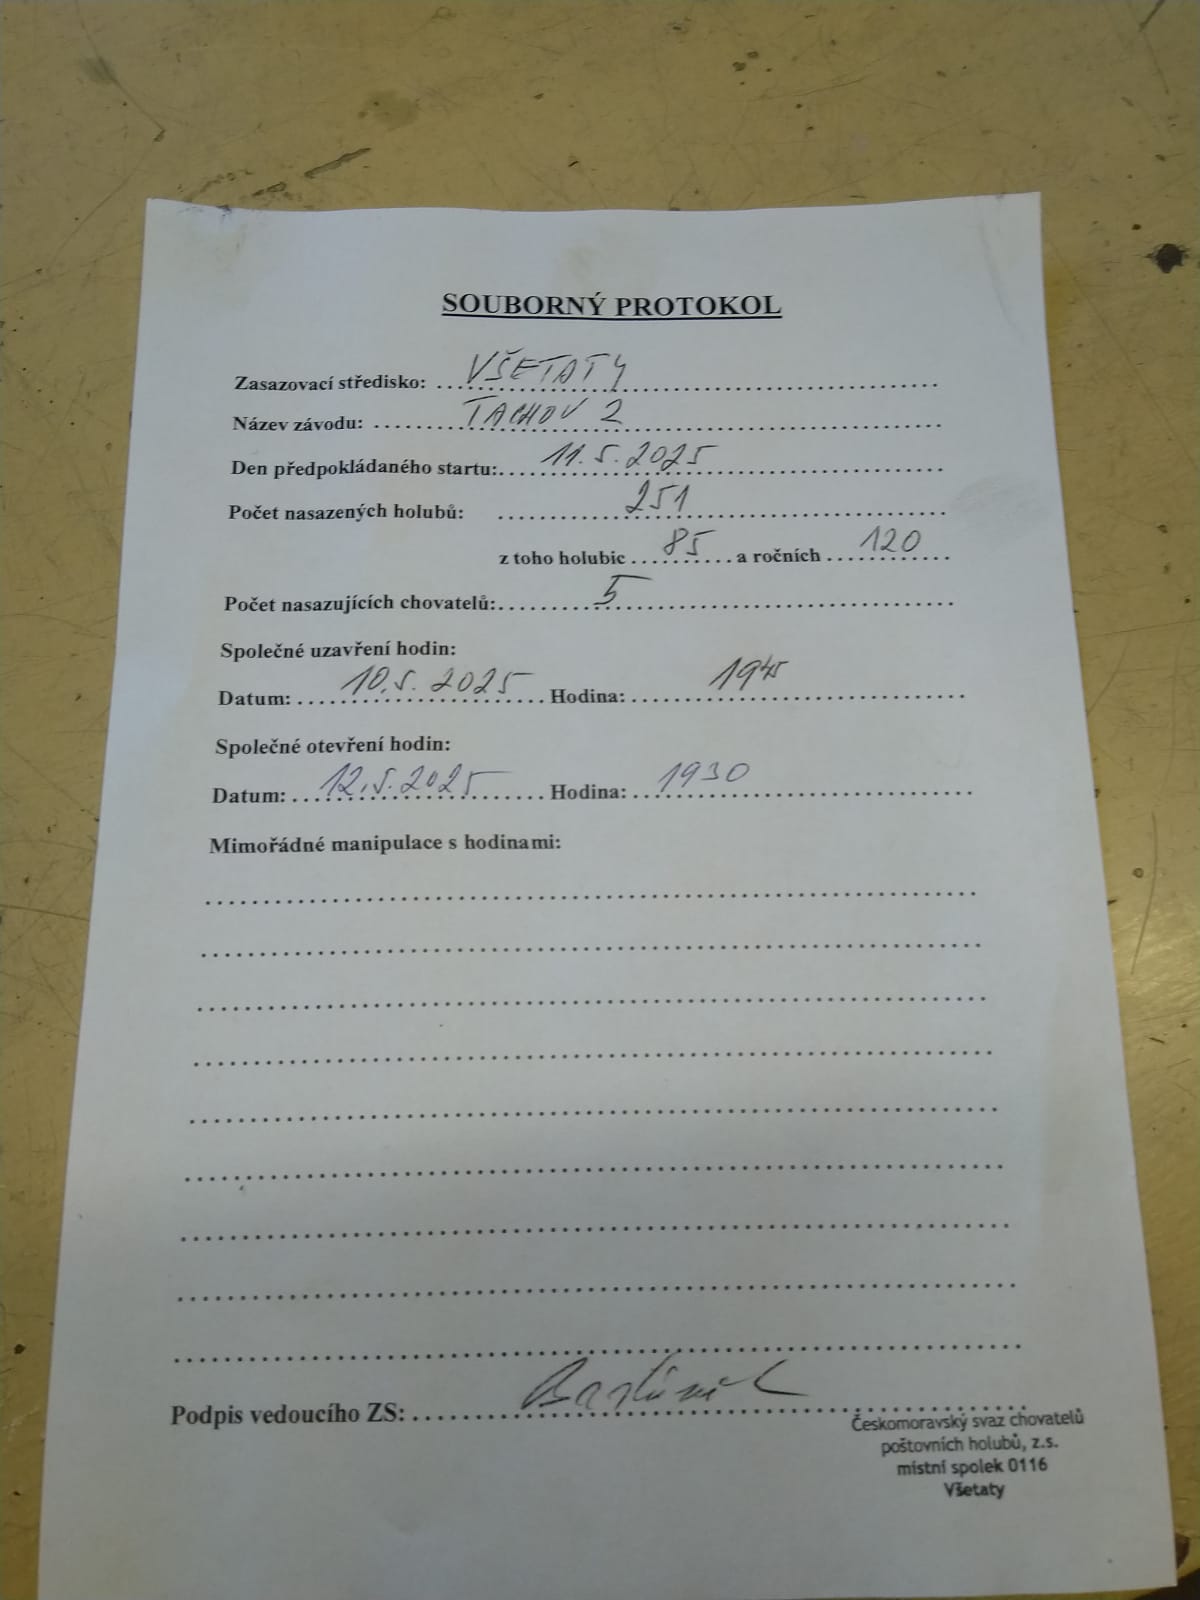 SOUBORNÝ PROTOKOL
Zasazovací středisko: VŠETATY
Název závodu: TACHOV 2
Den předpokládaného startu: 11.5.2025
Počet nasazených holubů: 251
z toho holubic 85 a ročních 120
Počet nasazujících chovatelů: 5
Společné uzavření hodin:
Datum: 10.5.2025 Hodina: 19⁴⁵
Společné otevření hodin:
Datum: 12.5.2025 Hodina: 1930
Mimořádné manipulace s hodinami:
Podpis vedoucího ZS:
Českomoravský svaz chovatelů
poštovních holubů, z.s.
místní spolek 0116
Všetaty